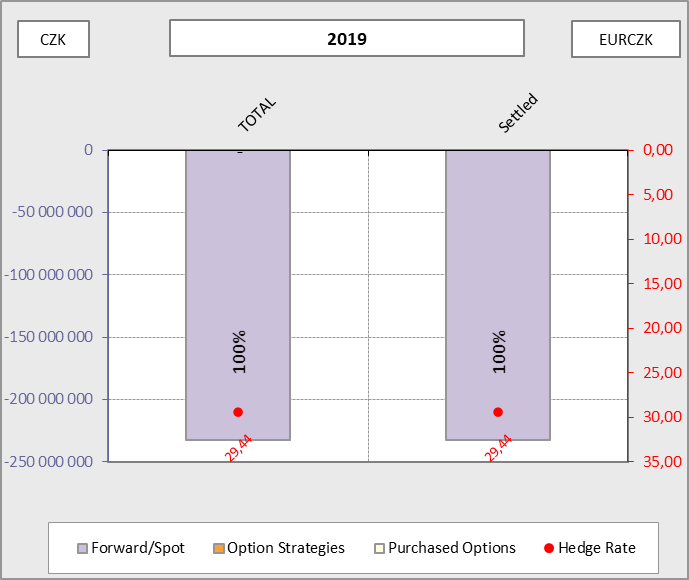 CZK
2019
EURCZK
TOTAL
Settled
0
-50 000 000
-100 000 000
-150 000 000
-200 000 000
-250 000 000
0,00
5,00
10,00
15,00
20,00
25,00
30,00
35,00
-
100%
100%
29,44
29,44
Forward/Spot Option Strategies Purchased Options Hedge Rate